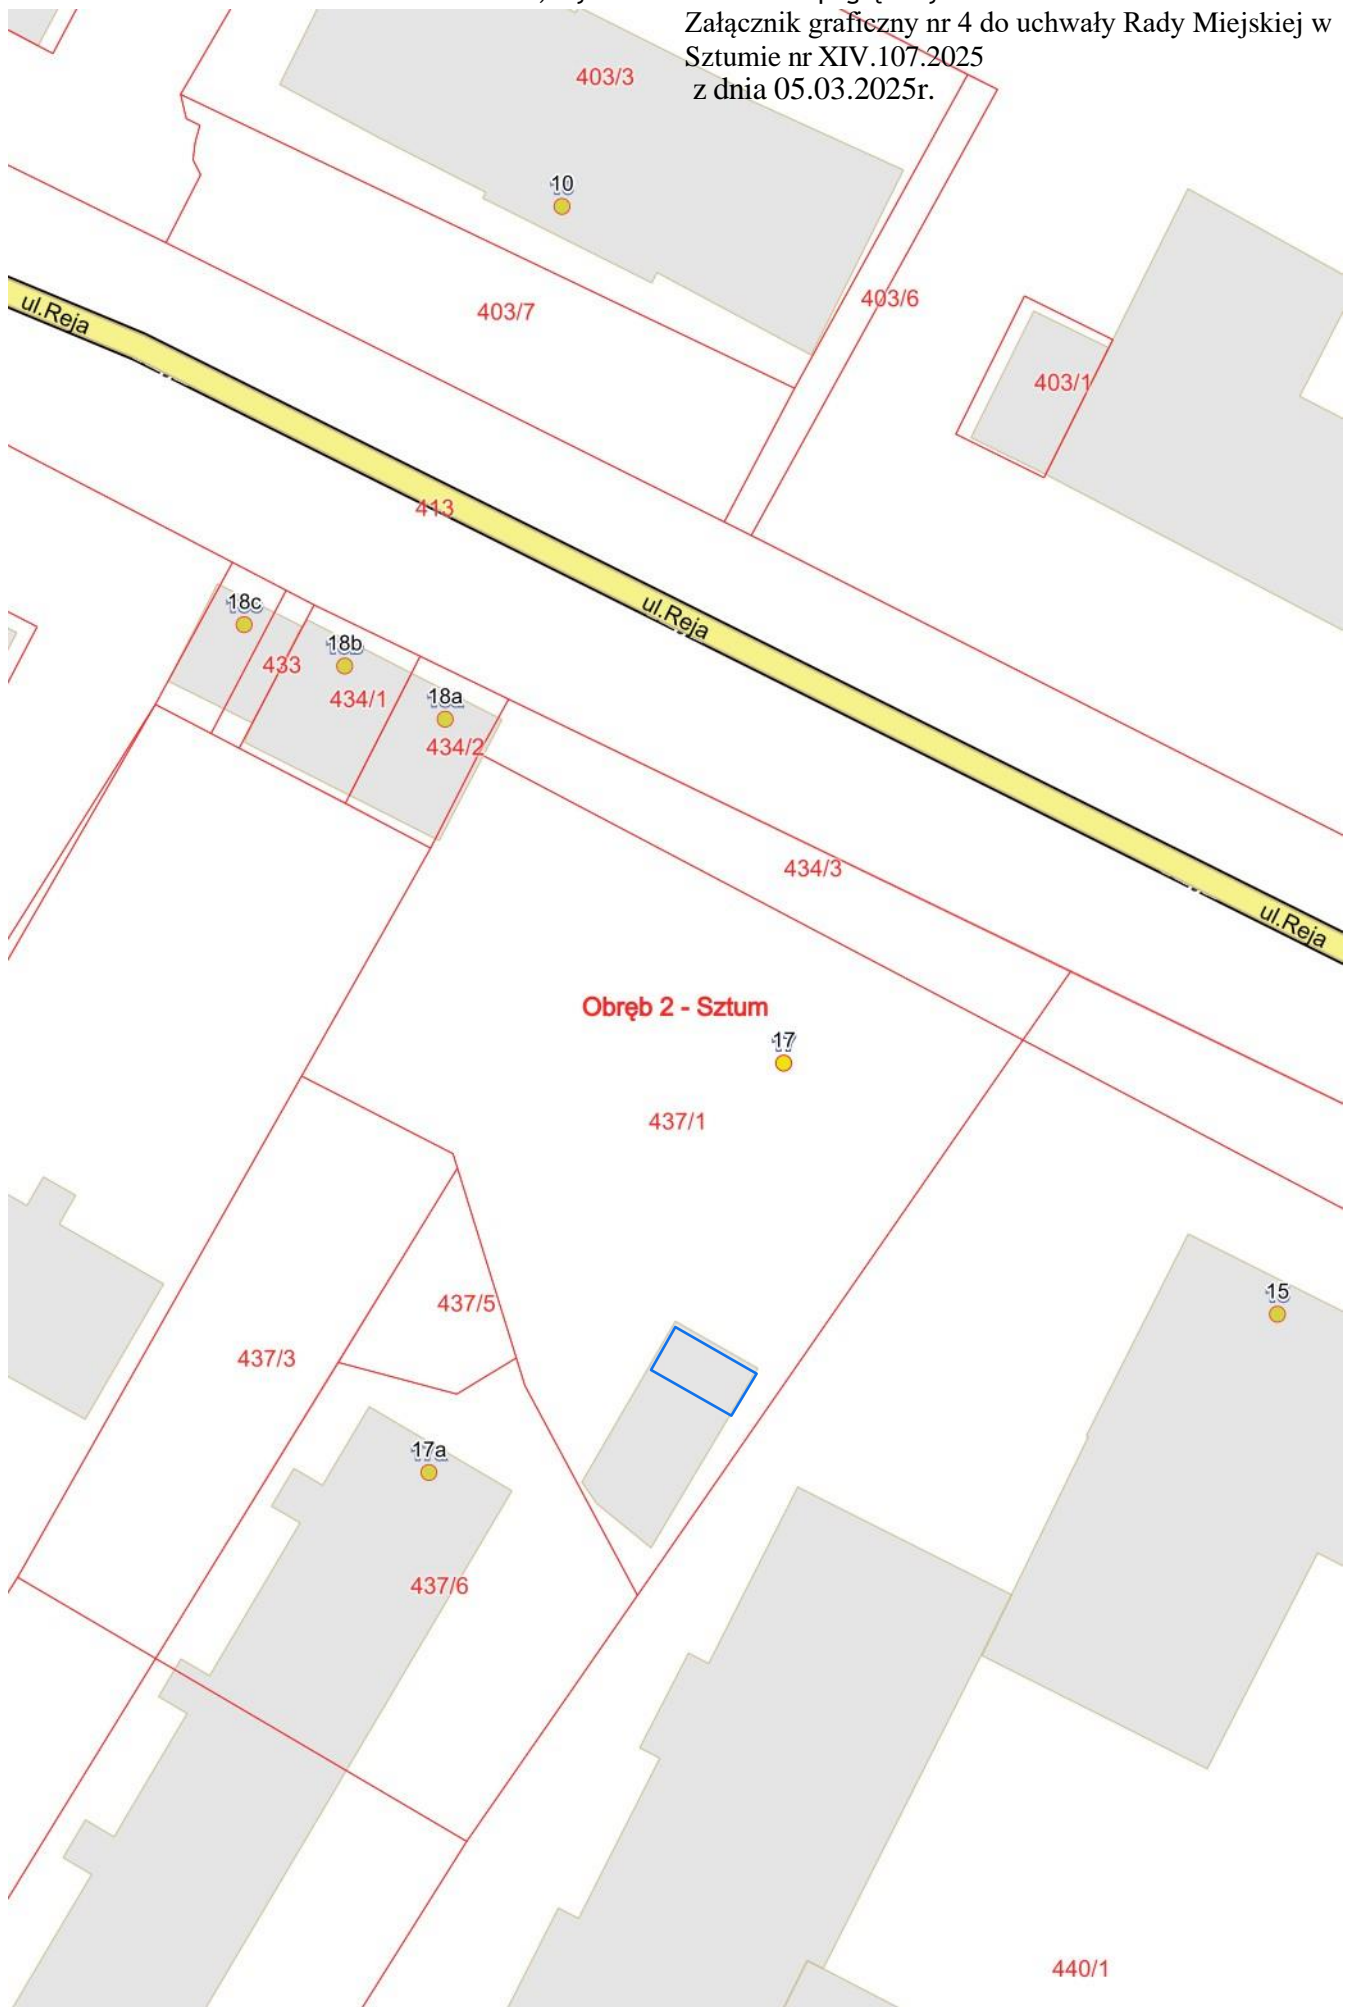 Załącznik graficzny nr 4 do uchwały Rady Miejskiej w
Sztumie nr XIV.107.2025
z dnia 05.03.2025r.
403/3
10
403/7
403/6
403/1
ul.Reja
413
ul.Reja
18c
18b
433
434/1
18a
434/2
434/3
ul.Reja
Obręb 2 - Sztum
17
437/1
437/5
437/3
15
17a
437/6
440/1